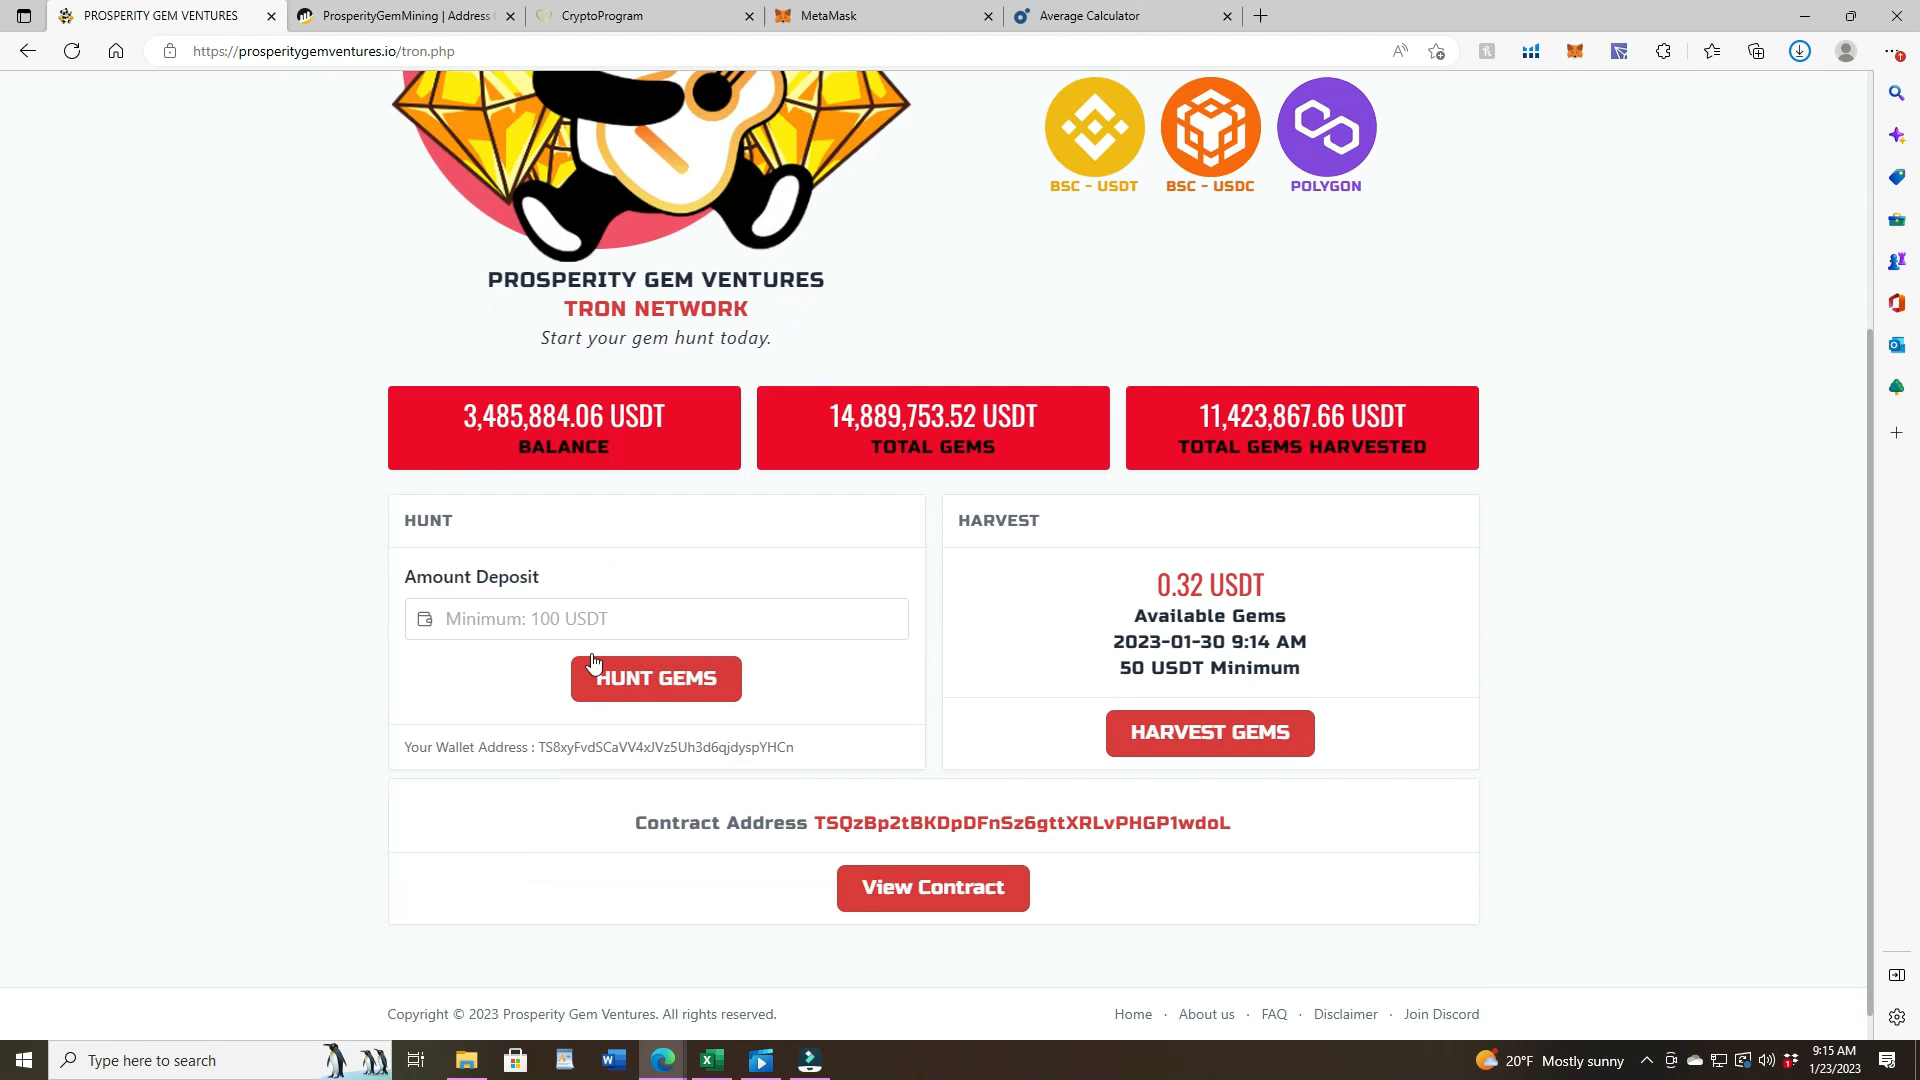 PROSPERITY GEM VENTURES
ProsperityGemMining | Address
CryptoProgram
MetaMask
Average Calculator
https://prosperitygemventures.io/tron.php
BSC - USDT
BSC - USDC
POLYGON
PROSPERITY GEM VENTURES
TRON NETWORK
Start your gem hunt today.
3,485,884.06 USDT
BALANCE
14,889,753.52 USDT
TOTAL GEMS
11,423,867.66 USDT
TOTAL GEMS HARVESTED
HUNT
Amount Deposit
Minimum: 100 USDT
HUNT GEMS
Your Wallet Address : TS8xyFvdSCaVV4xJVz5Uh3d6qjdyspYHCn
HARVEST
0.32 USDT
Available Gems
2023-01-30 9:14 AM
50 USDT Minimum
HARVEST GEMS
Contract Address TSQzBp2tBKDpDFnSz6gttXRLvPHGP1wdoL
View Contract
Copyright © 2023 Prosperity Gem Ventures. All rights reserved.
Home · About us · FAQ · Disclaimer · Join Discord
Type here to search
20°F Mostly sunny
9:15 AM
1/23/2023